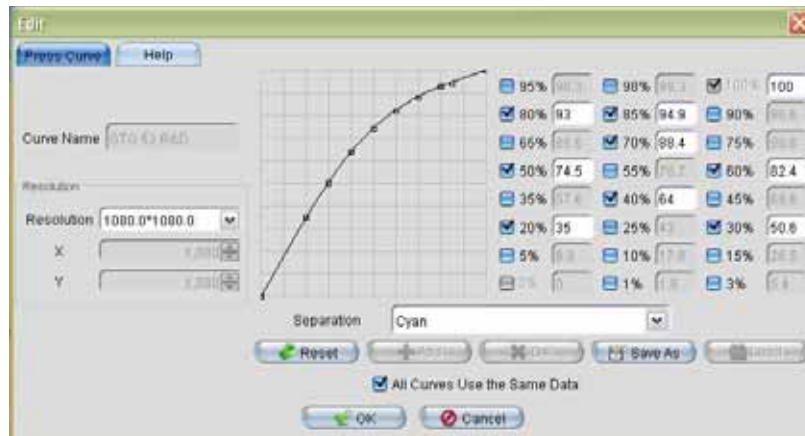 Edit
Press Curve Help
Curve Name
Resolution
Resolution 1080.0*1080.0
X
Y
95% 98% 100% 100
80% 93 85% 94.9 90%
65% 70% 88.4 75%
50% 74.5 55% 60% 82.4
35% 40% 64 45%
20% 35 25% 30% 50.6
5% 10% 15%
0 1% 3%
Separation Cyan
Reset Save As
All Curves Use the Same Data
OK Cancel